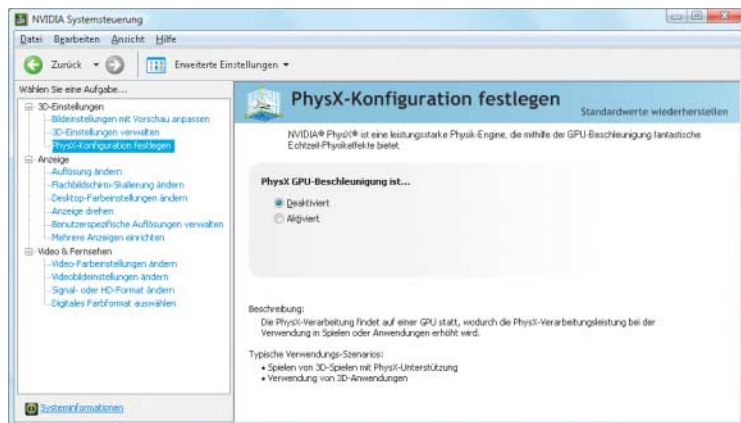 NVIDIA Systemsteuerung
Datei Bearbeiten Ansicht Hilfe
Zurück Erweiterte Einstellungen
Wählen Sie eine Aufgabe...
3D-Einstellungen
Bildeinstellungen mit Vorschau anpassen
3D-Einstellungen verwalten
PhysX-Konfiguration festlegen
Anzeige
Auflösung ändern
Flachbildschirm-Skalierung ändern
Desktop-Farbeinstellungen ändern
Anzeige drehen
Benutzerspezifische Auflösungen verwalten
Mehrere Anzeigen einrichten
Video & Fernsehen
Video-Farbeinstellungen ändern
Videobildeinstellungen ändern
Signal- oder HD-Format ändern
Digitales Farbformat auswählen
Systeminformationen
PhysX-Konfiguration festlegen
Standardwerte wiederherstellen
NVIDIA® PhysX® ist eine leistungsstarke Physik-Engine, die mithilfe der GPU-Beschleunigung fantastische
Echtzeit-Physikeffekte bietet.
PhysX GPU-Beschleunigung ist...
Deaktiviert
Aktiviert
Beschreibung:
Die PhysX-Verarbeitung findet auf einer GPU statt, wodurch die PhysX-Verarbeitungsleistung bei der
Verwendung in Spielen oder Anwendungen erhöht wird.
Typische Verwendungs-Szenarios:
• Spielen von 3D-Spielen mit PhysX-Unterstützung
• Verwendung von 3D-Anwendungen